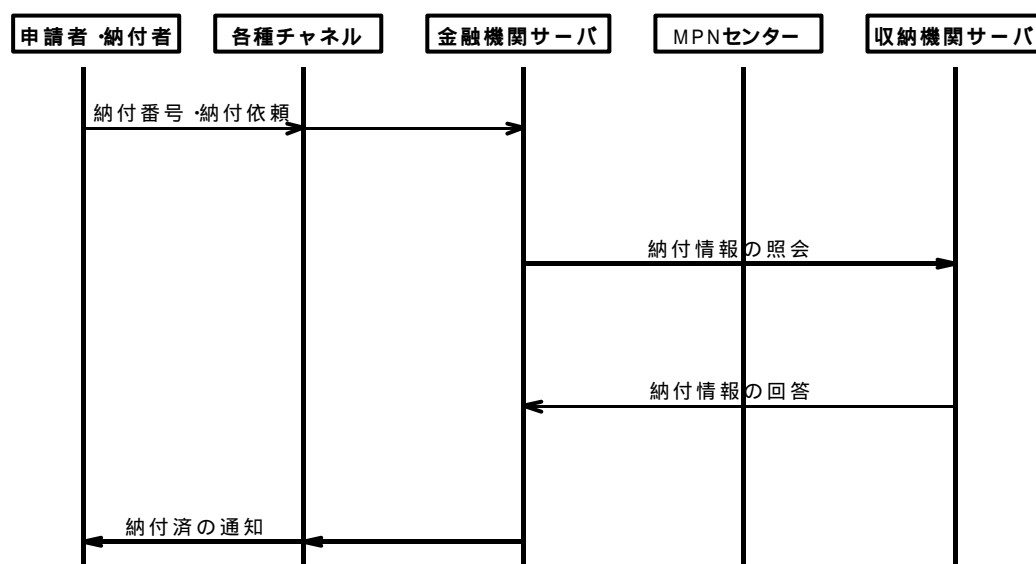 申請者・納付者
各種チャネル
金融機関サーバ
MPNセンター
収納機関サーバ
納付番号・納付依頼
納付情報の照会
納付情報の回答
納付済の通知